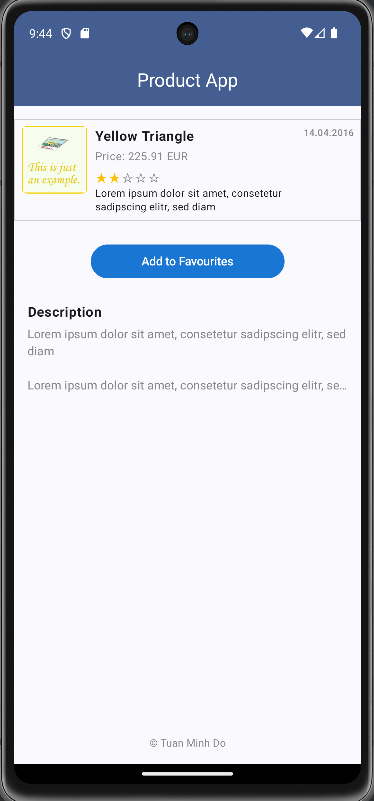 9:44
Product App
Yellow Triangle
14.04.2016
This is just
an example.
Price: 225.91 EUR
Lorem ipsum dolor sit amet, consetetur
sadipscing elitr, sed diam
Add to Favourites
Description
Lorem ipsum dolor sit amet, consetetur sadipscing elitr, sed
diam
Lorem ipsum dolor sit amet, consetetur sadipscing elitr, se...
© Tuan Minh Do